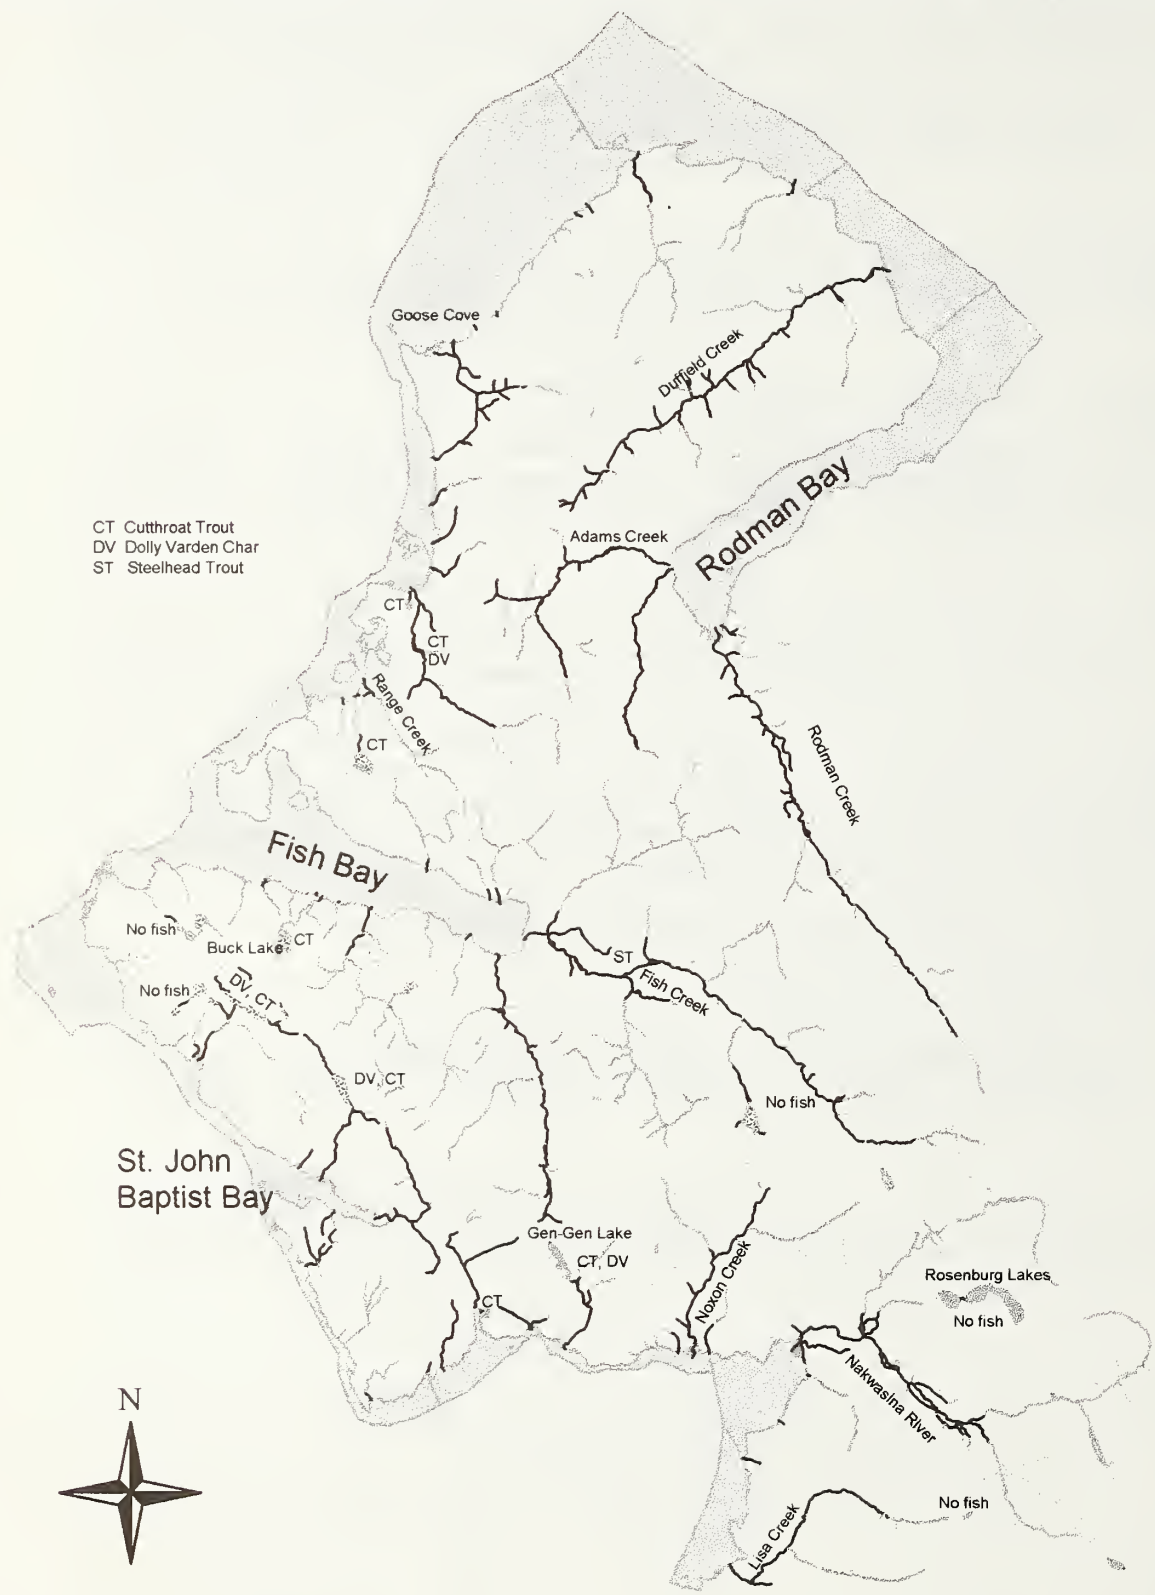 Goose Cove
Duffield Creek
Rodman Bay
CT Cutthroat Trout
DV Dolly Varden Char
ST Steelhead Trout
Adams Creek
CT
CT
DV
Range Creek
CT
Rodman Creek
Fish Bay
No fish
Buck Lake
CT
ST
Fish Creek
No fish
DV, CT
DV, CT
No fish
St. John
Baptist Bay
Gen-Gen Lake
CT, DV
Noxon Creek
CT
Rosenburg Lakes
No fish
Nakwasina River
N
No fish
Lisa Creek